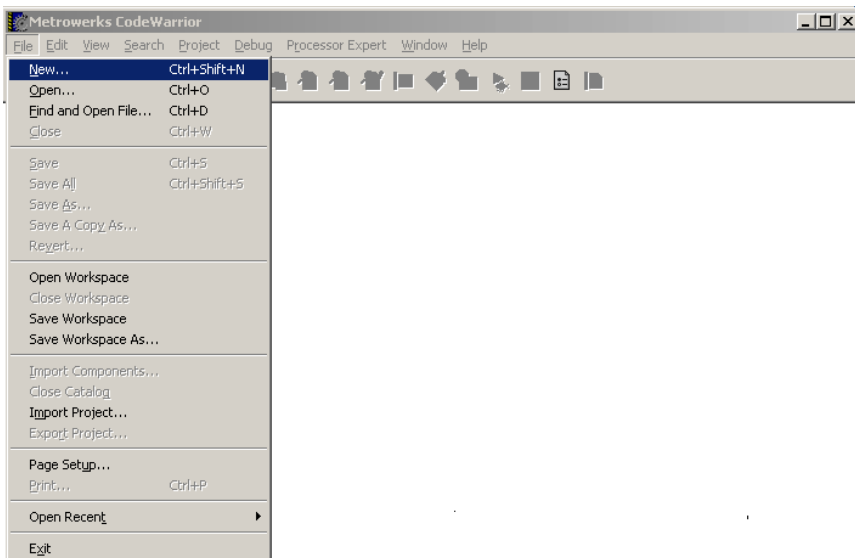 Metrowerks CodeWarrior
File Edit View Search Project Debug Processor Expert Window Help
New... Ctrl+Shift+N
Open... Ctrl+O
Find and Open File... Ctrl+D
Close Ctrl+W
Save Ctrl+S
Save All Ctrl+Shift+S
Save As...
Save A Copy As...
Revert...
Open Workspace
Close Workspace
Save Workspace
Save Workspace As...
Import Components...
Close Catalog
Import Project...
Export Project...
Page Setup...
Print... Ctrl+P
Open Recent
Exit